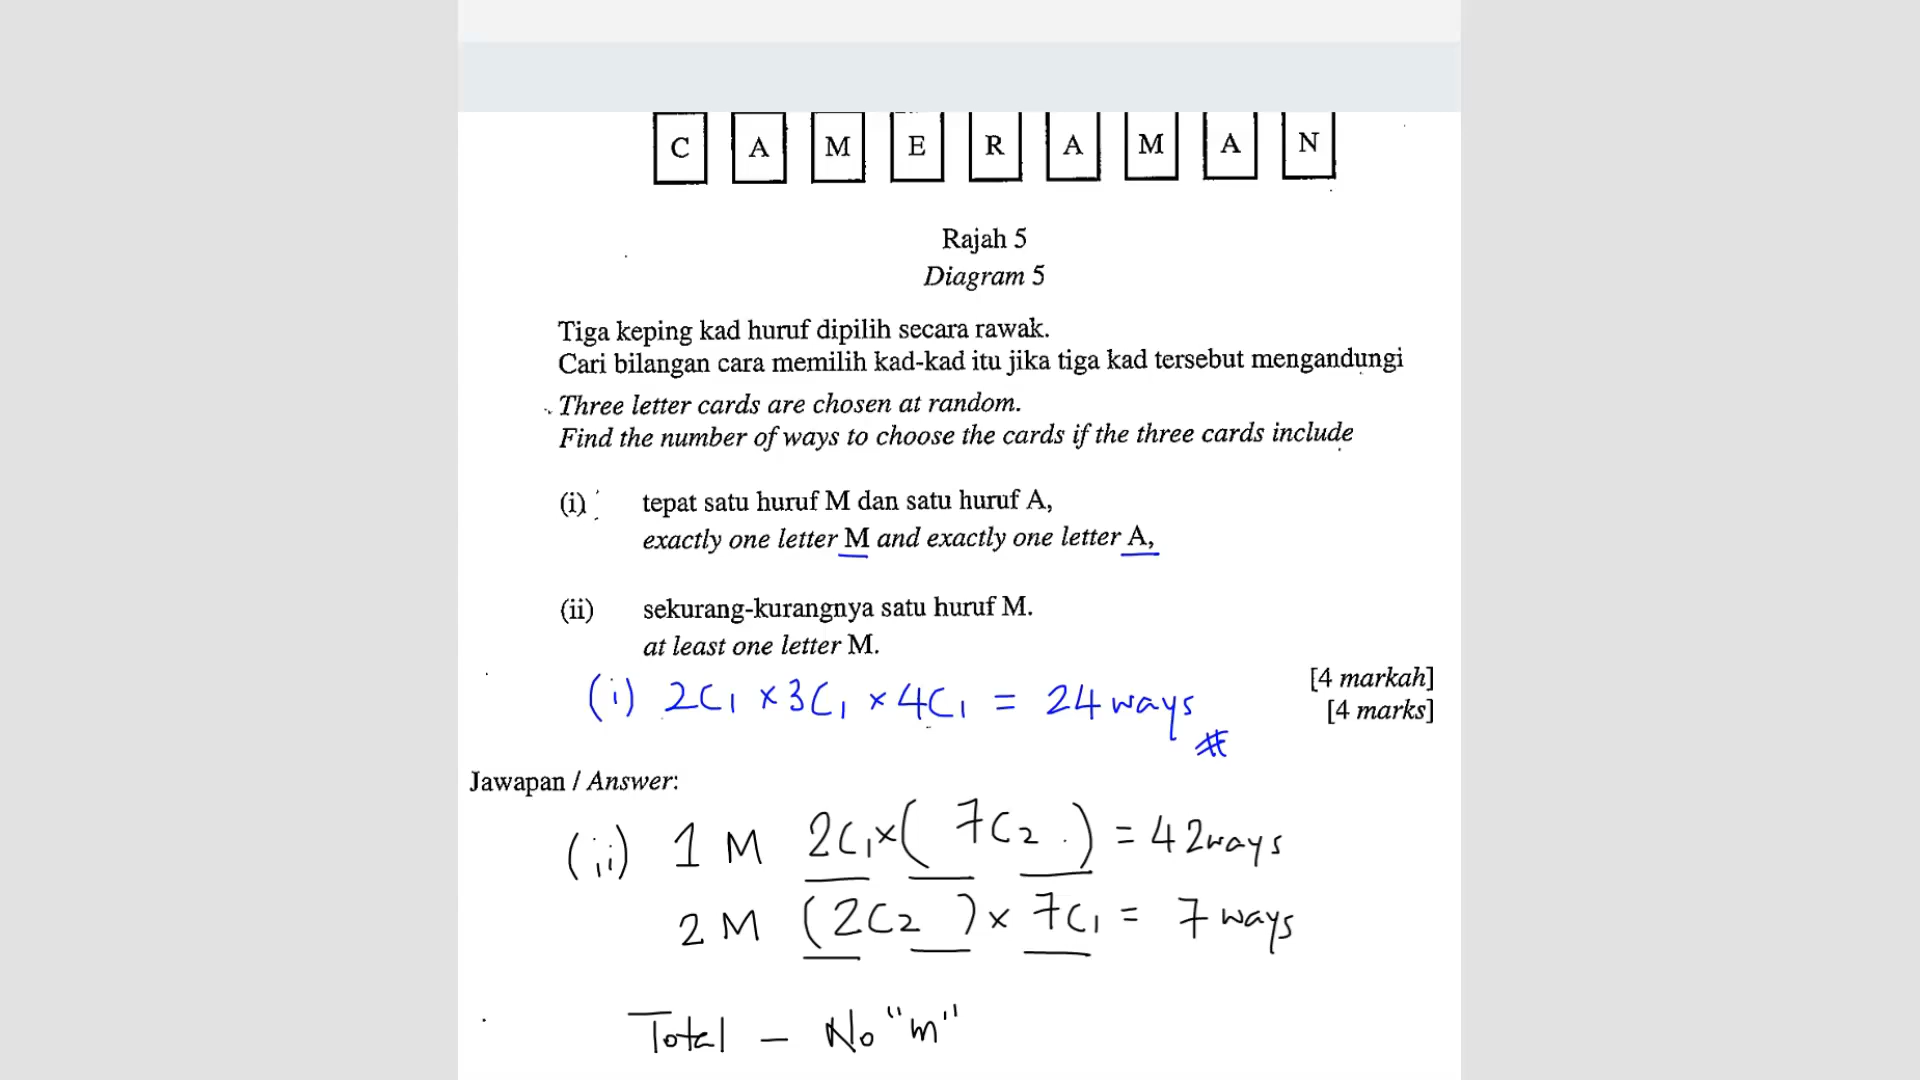 C A M E R A M A N
Rajah 5
Diagram 5
Tiga keping kad huruf dipilih secara rawak.
Cari bilangan cara memilih kad-kad itu jika tiga kad tersebut mengandungi
Three letter cards are chosen at random.
Find the number of ways to choose the cards if the three cards include
(i) tepat satu huruf M dan satu huruf A,
exactly one letter M and exactly one letter A,
(ii) sekurang-kurangnya satu huruf M.
at least one letter M.
[4 markah]
[4 marks]
(i) 2C1 × 3C1 × 4C1 = 24 ways #
Jawapan / Answer:
(ii) 1 M 2C1 × ( 7C2 ) = 42 ways
2 M (2C2 ) × 7C1 = 7 ways
Total – No "m"